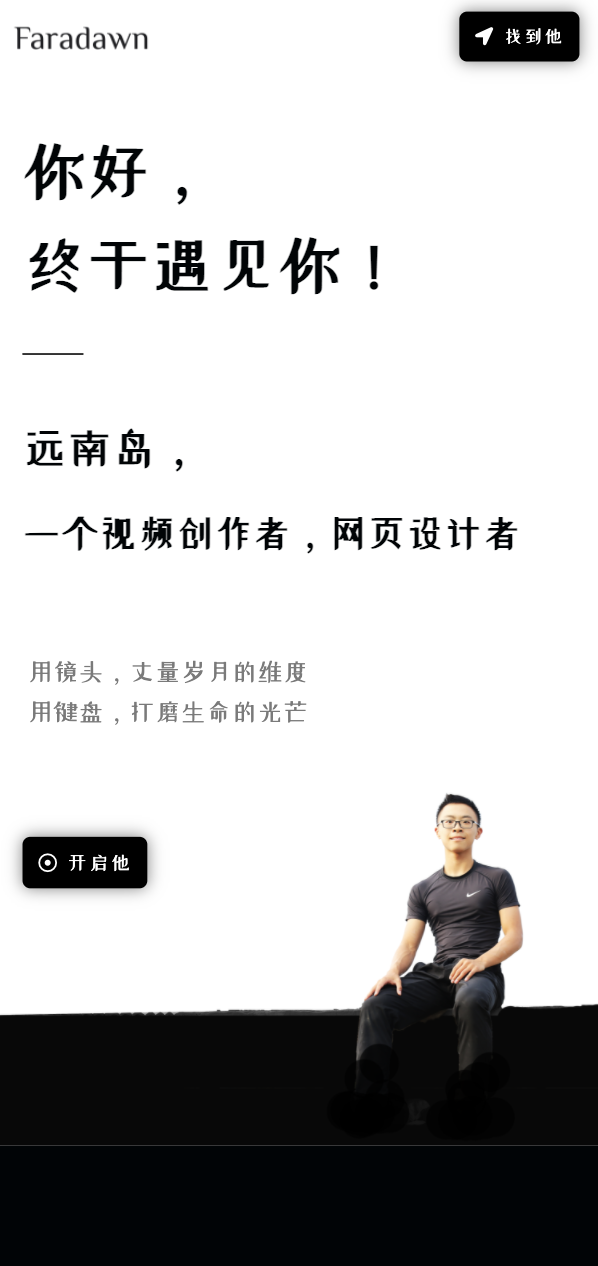 Faradawn
找到他
你好，
终于遇见你！
远南岛，
一个视频创作者，网页设计者
用镜头，丈量岁月的维度
用键盘，打磨生命的光芒
开启他